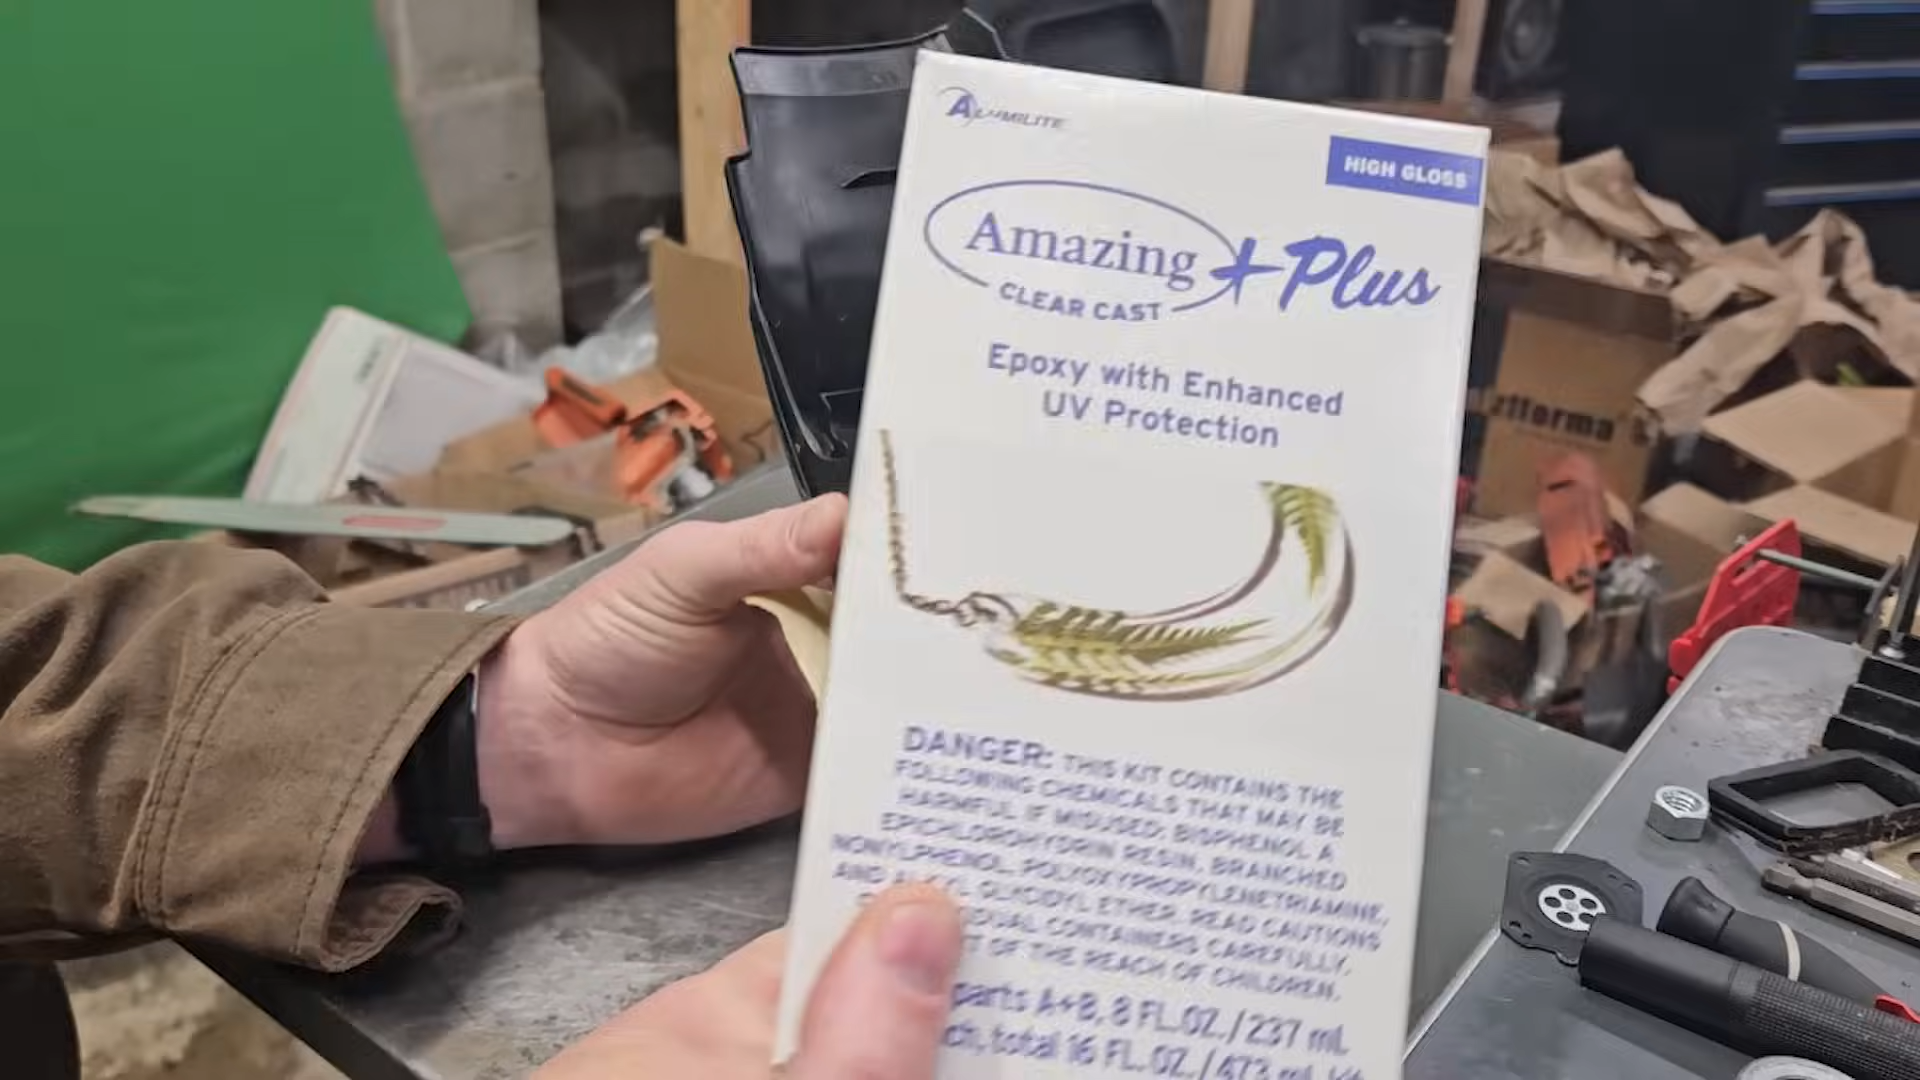 ALUMILITE
HIGH GLOSS
Amazing + Plus
CLEAR CAST
Epoxy with Enhanced
UV Protection
DANGER: THIS KIT CONTAINS THE
FOLLOWING CHEMICALS THAT MAY BE
HARMFUL IF MISUSED: BISPHENOL A
EPICHLOROHYDRIN RESIN, BRANCHED
NONYLPHENOL, POLYOXYPROPYLENETRIAMINE,
AND GLYCIDYL ETHER. READ CAUTIONS
CONTAINERS CAREFULLY.
OF THE REACH OF CHILDREN.
parts A+B, 8 FL.OZ./237 mL
total 16 FL.OZ./473 mL